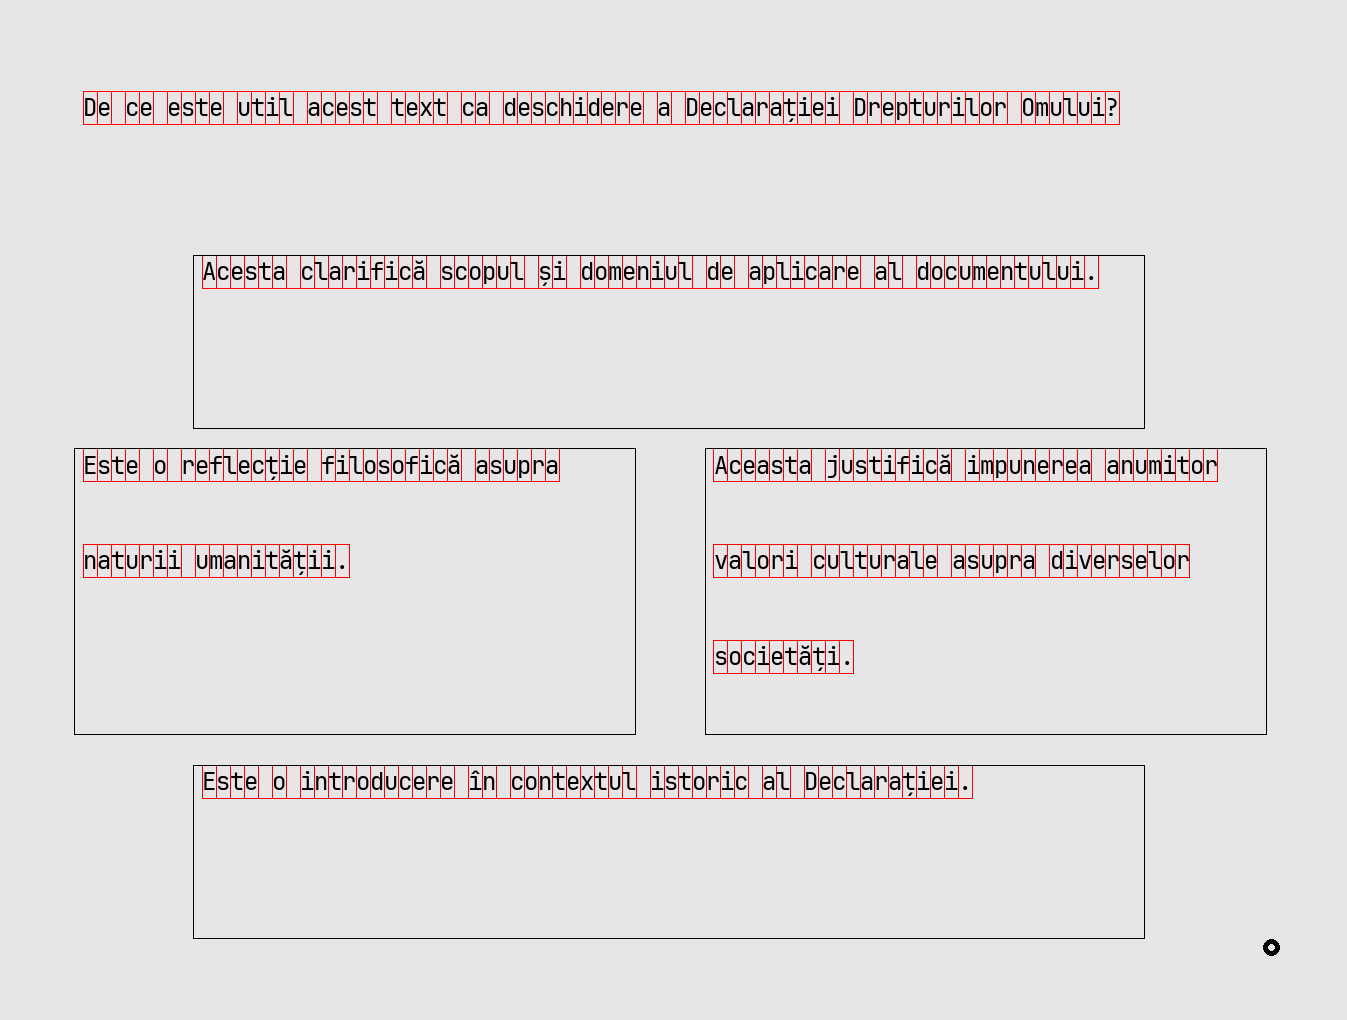 De ce este util acest text ca deschidere a Declarației Drepturilor Omului?
Acesta clarifică scopul și domeniul de aplicare al documentului.
Este o reflecție filosofică asupra
naturii umanității.
Aceasta justifică impunerea anumitor
valori culturale asupra diverselor
societăți.
Este o introducere în contextul istoric al Declarației.